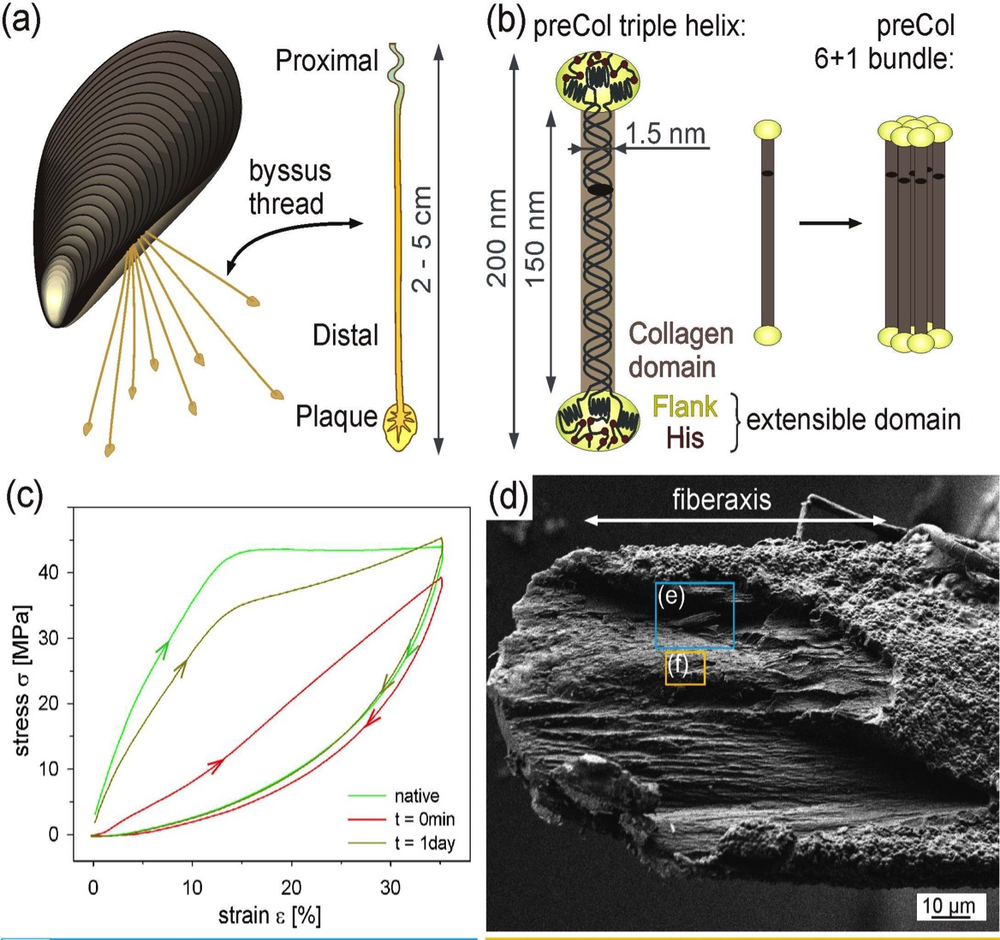 (a)
Proximal
byssus
thread
2 - 5 cm
Distal
Plaque
(b)
preCol triple helix:
preCol
6+1 bundle:
1.5 nm
200 nm
150 nm
Collagen
domain
Flank
His
extensible domain
(c)
stress σ [MPa]
40
30
20
10
0
native
t = 0min
t = 1day
0
10
20
30
strain ε [%]
(d)
fiberaxis
(e)
(f)
10 µm